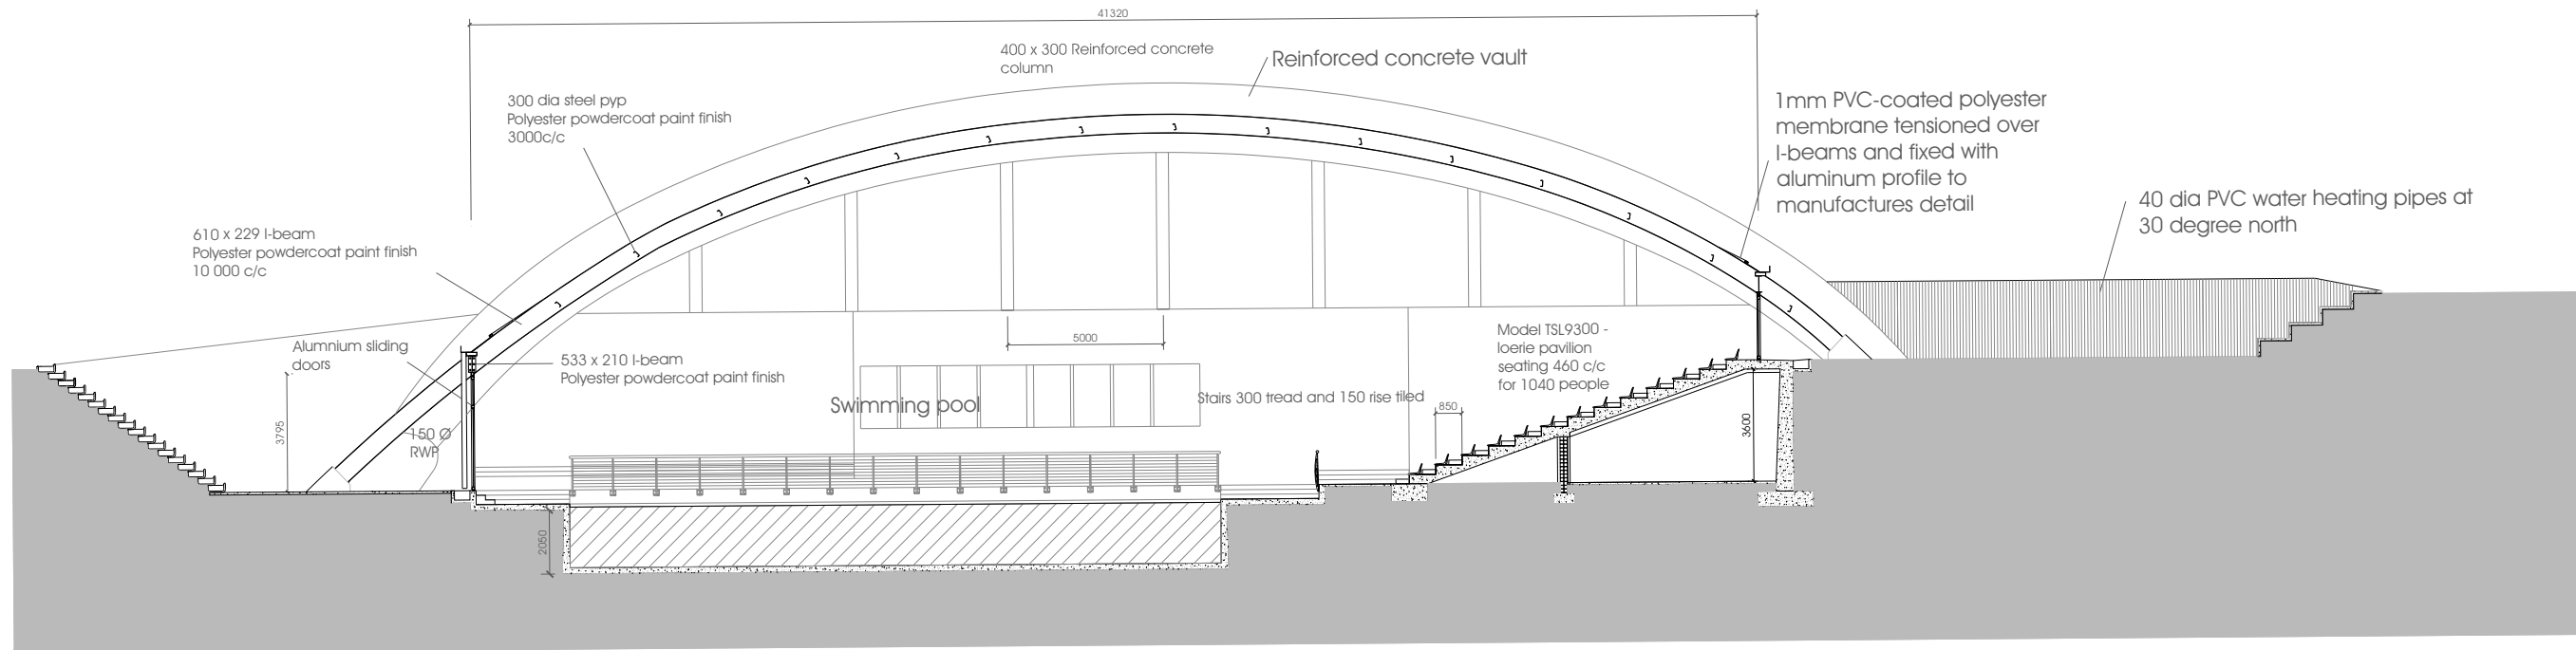 41320
400 x 300 Reinforced concrete
column
Reinforced concrete vault
300 dia steel pyp
Polyester powdercoat paint finish
3000c/c
1mm PVC-coated polyester
membrane tensioned over
I-beams and fixed with
aluminum profile to
manufactures detail
40 dia PVC water heating pipes at
30 degree north
610 x 229 I-beam
Polyester powdercoat paint finish
10 000 c/c
Alumnium sliding
doors
533 x 210 I-beam
Polyester powdercoat paint finish
5000
Model TSL9300 -
loerie pavilion
seating 460 c/c
for 1040 people
Swimming pool
Stairs 300 tread and 150 rise tiled
850
3795
150 Ø
RWP
3600
2050